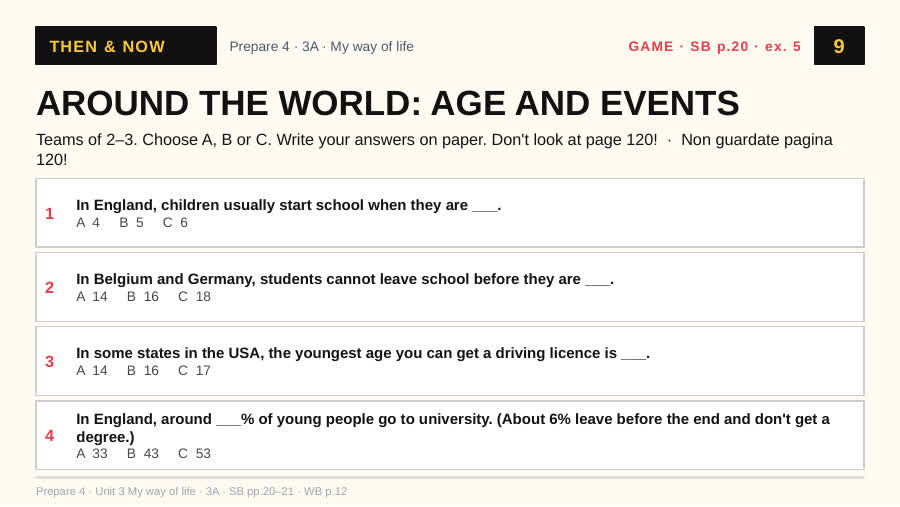 THEN & NOW
Prepare 4 · 3A · My way of life
GAME · SB p.20 · ex. 5
9
AROUND THE WORLD: AGE AND EVENTS
Teams of 2–3. Choose A, B or C. Write your answers on paper. Don't look at page 120! · Non guardate pagina
120!
1
In England, children usually start school when they are ___.
A 4 B 5 C 6
2
In Belgium and Germany, students cannot leave school before they are ___.
A 14 B 16 C 18
3
In some states in the USA, the youngest age you can get a driving licence is ___.
A 14 B 16 C 17
4
In England, around ___% of young people go to university. (About 6% leave before the end and don't get a
degree.)
A 33 B 43 C 53
Prepare 4 · Unit 3 My way of life · 3A · SB pp.20–21 · WB p.12